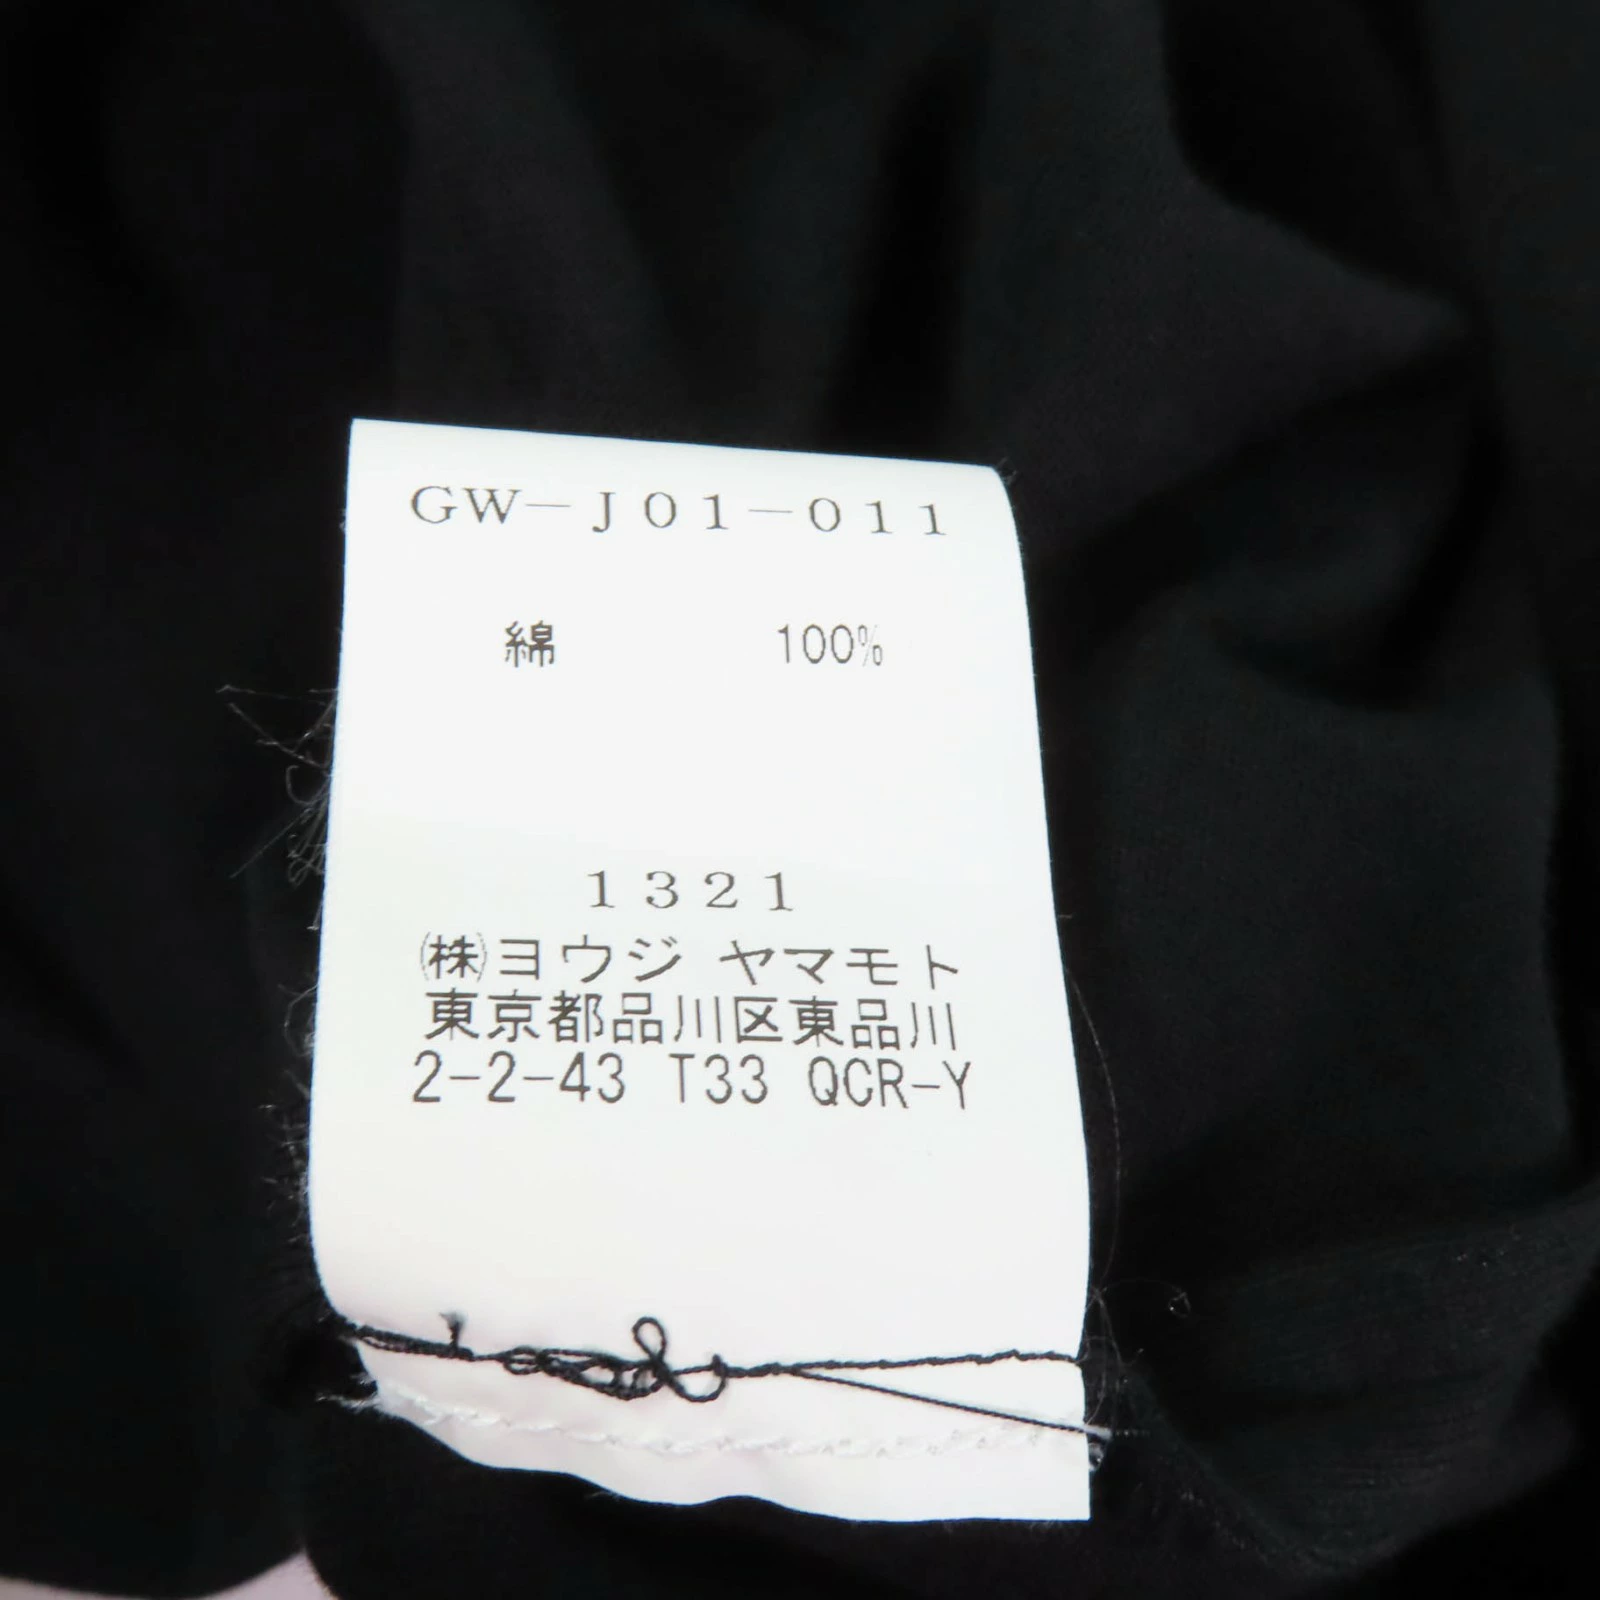 GW－J01－011
綿 100%
1321
㈱ヨウジ ヤマモト
東京都品川区東品川
2-2-43 T33 QCR-Y